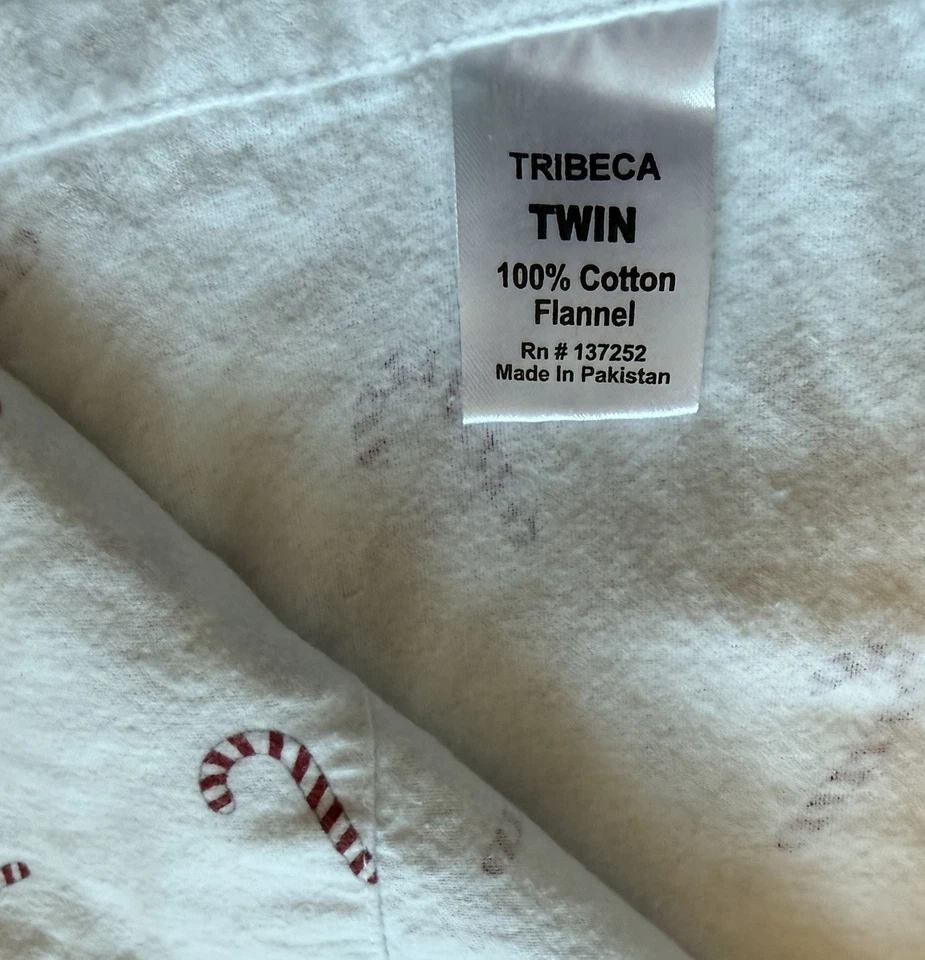 TRIBECA
TWIN
100% Cotton
Flannel
Rn # 137252
Made In Pakistan